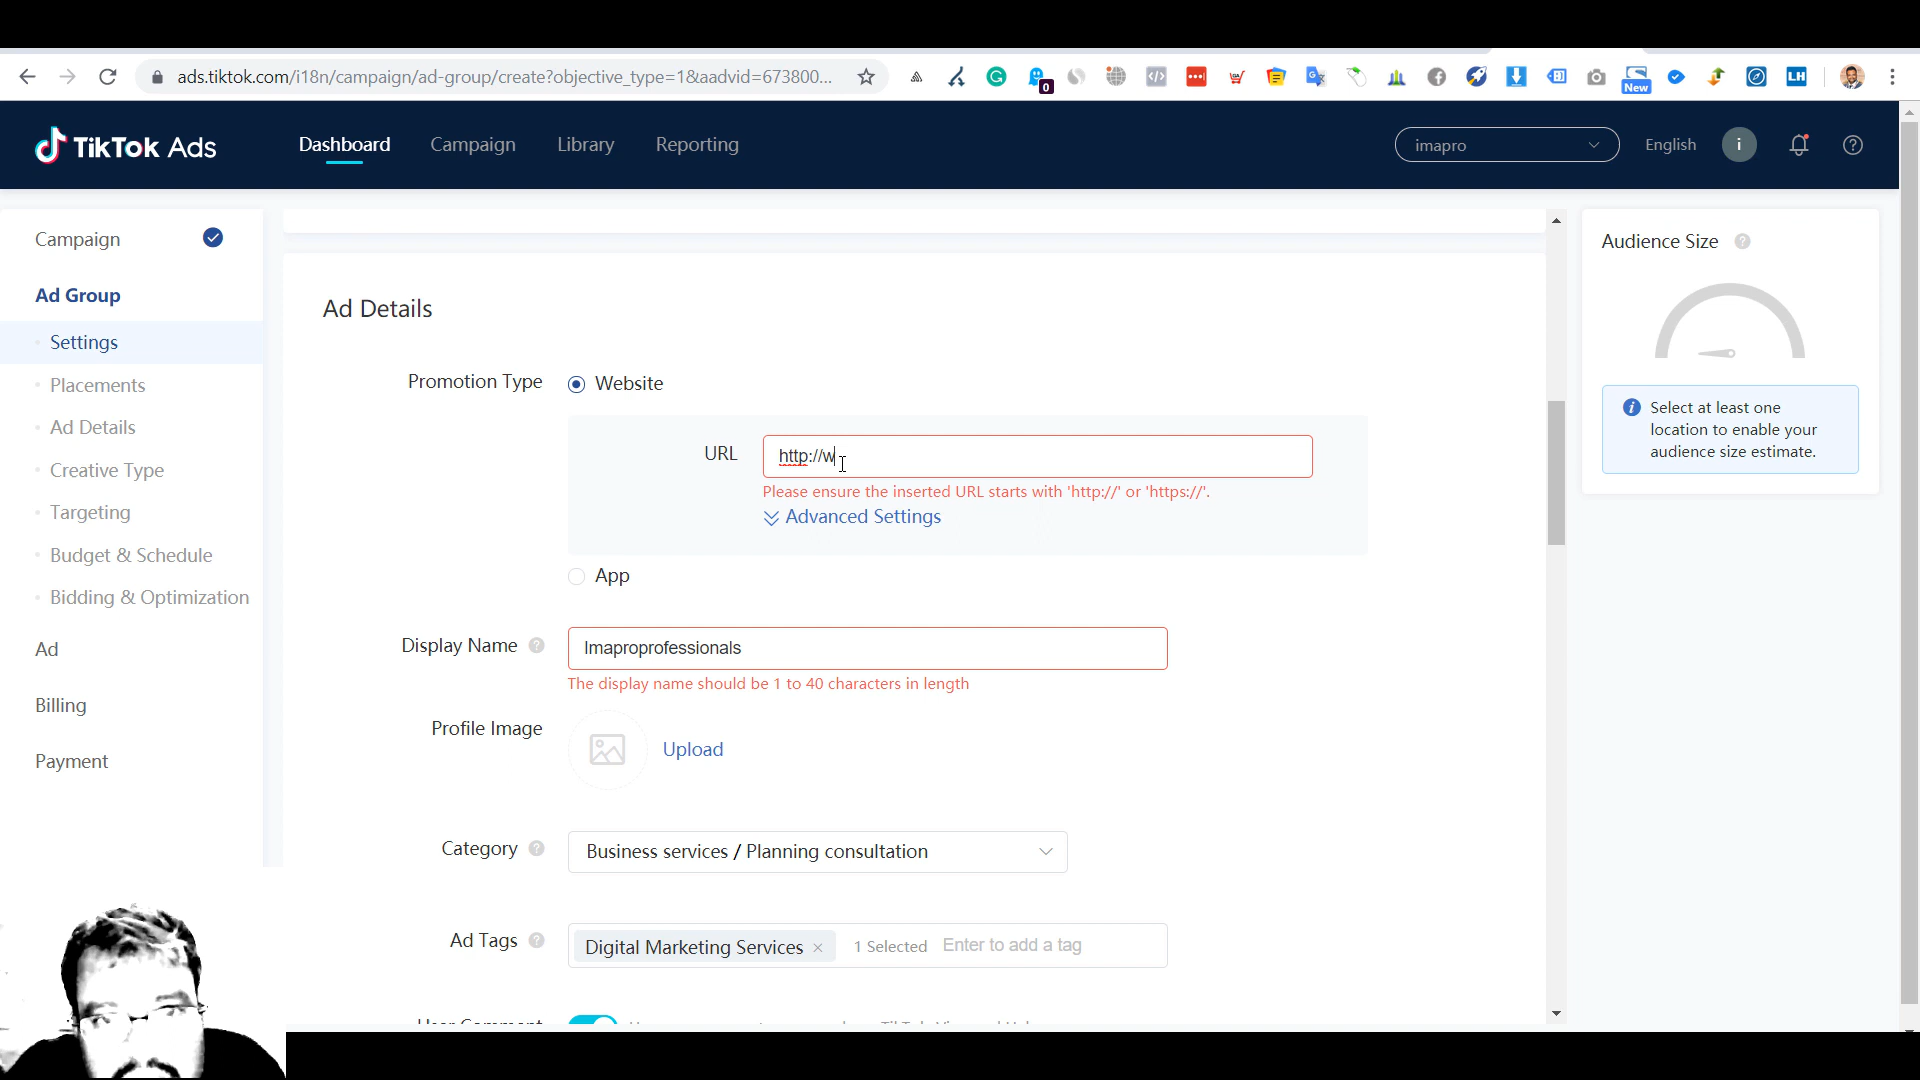 ads.tiktok.com/i18n/campaign/ad-group/create?objective_type=1&aadvid=673800...
0
New
LH
TikTok Ads
Dashboard
Campaign
Library
Reporting
imapro
English
i
Campaign
Ad Group
Settings
Placements
Ad Details
Creative Type
Targeting
Budget & Schedule
Bidding & Optimization
Ad
Billing
Payment
Ad Details
Promotion Type
Website
URL
http://w
Please ensure the inserted URL starts with 'http://' or 'https://'.
Advanced Settings
App
Display Name
Imaproprofessionals
The display name should be 1 to 40 characters in length
Profile Image
Upload
Category
Business services / Planning consultation
Ad Tags
Digital Marketing Services × 1 Selected Enter to add a tag
User Comment
Audience Size
Select at least one
location to enable your
audience size estimate.